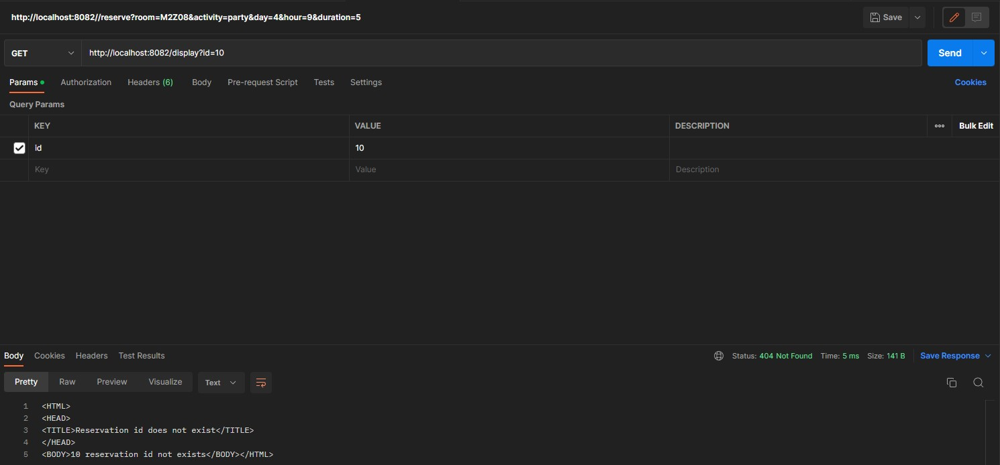 http://localhost:8082//reserve?room=M2Z08&activity=party&day=4&hour=9&duration=5 Save
GET http://localhost:8082/display?id=10 Send
Params Authorization Headers (6) Body Pre-request Script Tests Settings Cookies
Query Params
KEY VALUE DESCRIPTION ooo Bulk Edit
id 10
Key Value Description
Body Cookies Headers Test Results Status: 404 Not Found Time: 5 ms Size: 141 B Save Response
Pretty Raw Preview Visualize Text
1 <HTML>
2 <HEAD>
3 <TITLE>Reservation id does not exist</TITLE>
4 </HEAD>
5 <BODY>10 reservation id not exists</BODY></HTML>